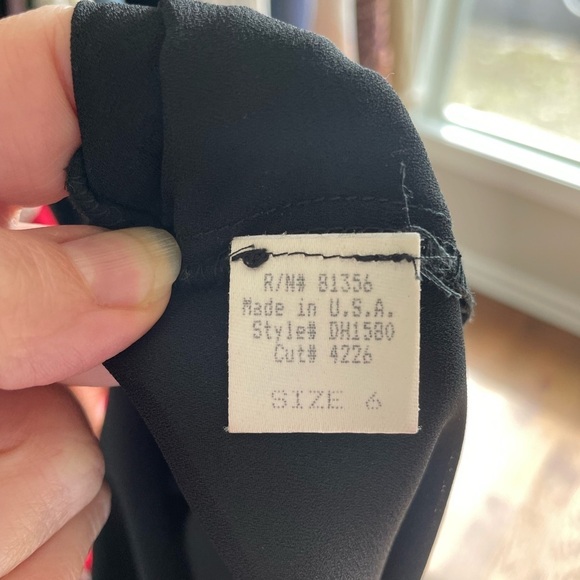 R/N# 81356
Made in U.S.A.
Style# DH1580
Cut# 4226
SIZE 6